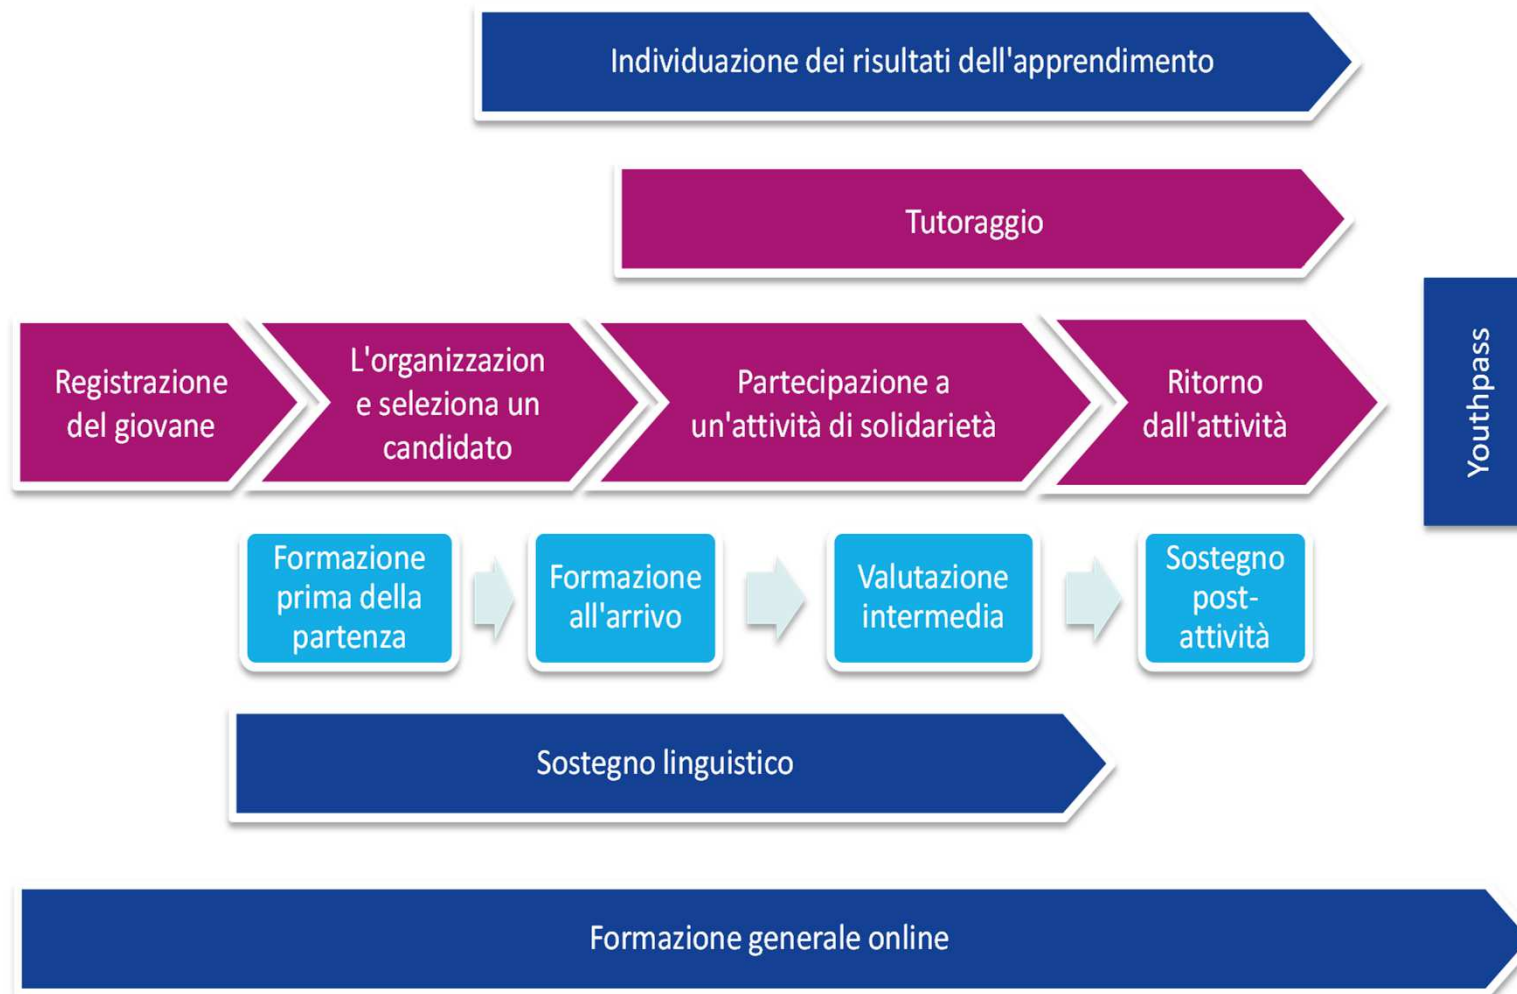 Individuazione dei risultati dell'apprendimento
Tutoraggio
Registrazione
del giovane
L'organizzazion
e seleziona un
candidato
Partecipazione a
un'attività di solidarietà
Ritorno
dall'attività
Youthpass
Formazione
prima della
partenza
Formazione
all'arrivo
Valutazione
intermedia
Sostegno
post-
attività
Sostegno linguistico
Formazione generale online